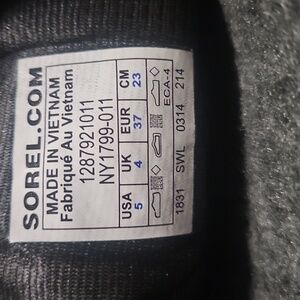 SOREL.COM
MADE IN VIETNAM
Fabriqué Au Vietnam
1287921011
NY1799-011
USA UK EUR CM
5 4 37 23
ECA-4
1831 SWL 0314 214